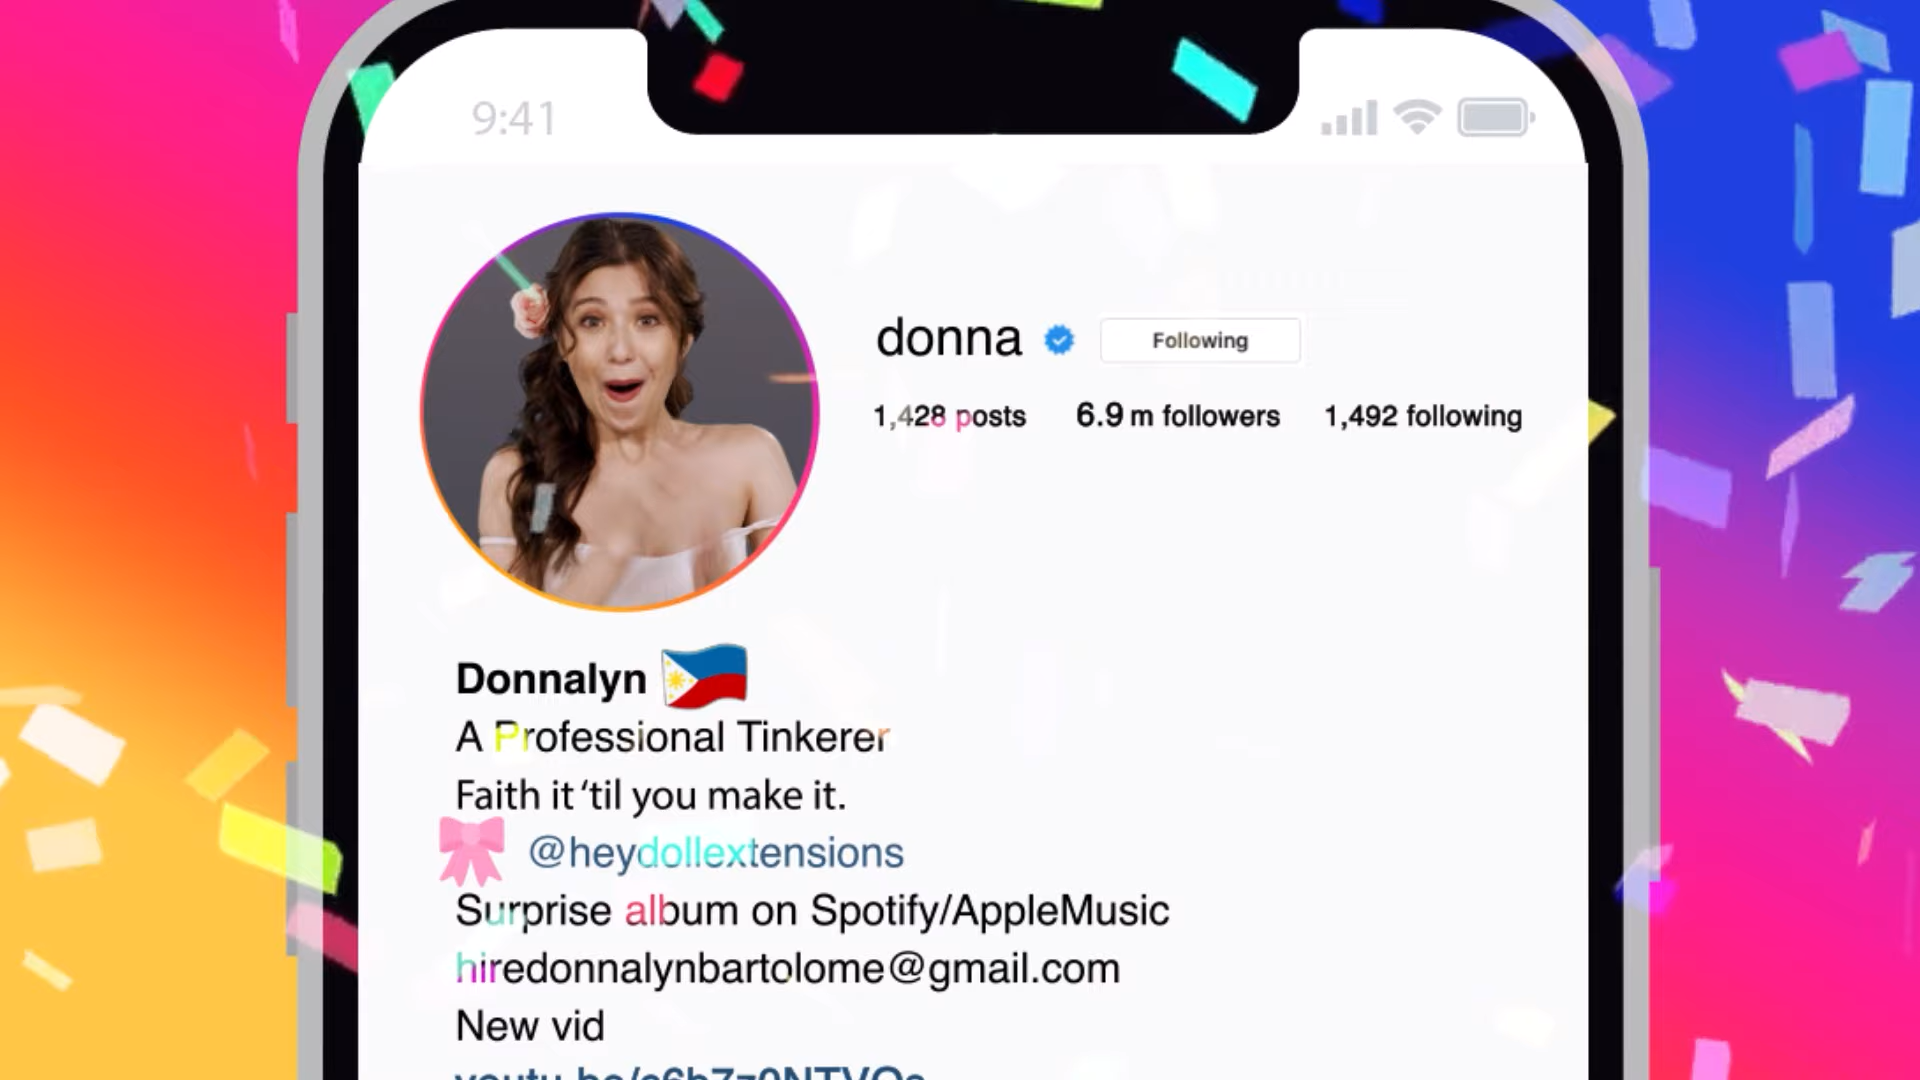 9:41
donna Following
1,428 posts 6.9 m followers 1,492 following
Donnalyn
A Professional Tinkerer
Faith it ‘til you make it.
@heydollextensions
Surprise album on Spotify/AppleMusic
hiredonnalynbartolome@gmail.com
New vid